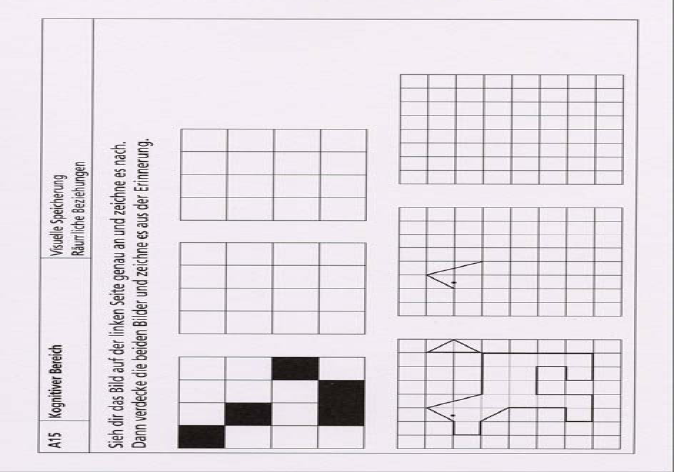 A15
Kognitiver Bereich
Visuelle Speicherung
Räumliche Beziehungen
Sieh dir das Bild auf der linken Seite genau an und zeichne es nach.
Dann verdecke die beiden Bilder und zeichne es aus der Erinnerung.